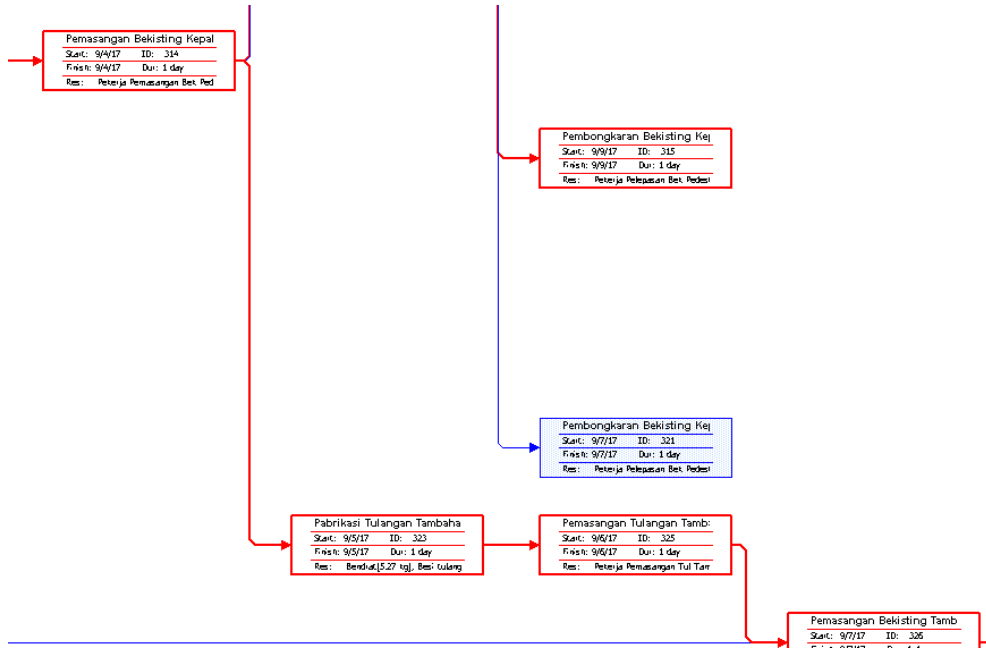 Pemasangan Bekisting Kepal
Start: 9/4/17 ID: 314
Finish: 9/4/17 Dur: 1 day
Res: Pekerja Pemasangan Bek. Ped
Pembongkaran Bekisting Kep
Start: 9/9/17 ID: 315
Finish: 9/9/17 Dur: 1 day
Res: Pekerja Pelepasan Bek. Pedest
Pembongkaran Bekisting Kep
Start: 9/7/17 ID: 321
Finish: 9/7/17 Dur: 1 day
Res: Pekerja Pelepasan Bek. Pedest
Pabrikasi Tulangan Tambaha
Start: 9/5/17 ID: 323
Finish: 9/5/17 Dur: 1 day
Res: Bendrat[5.27 kg], Besi tulang
Pemasangan Tulangan Tamb
Start: 9/6/17 ID: 325
Finish: 9/6/17 Dur: 1 day
Res: Pekerja Pemasangan Tul Tam
Pemasangan Bekisting Tamb
Start: 9/7/17 ID: 326